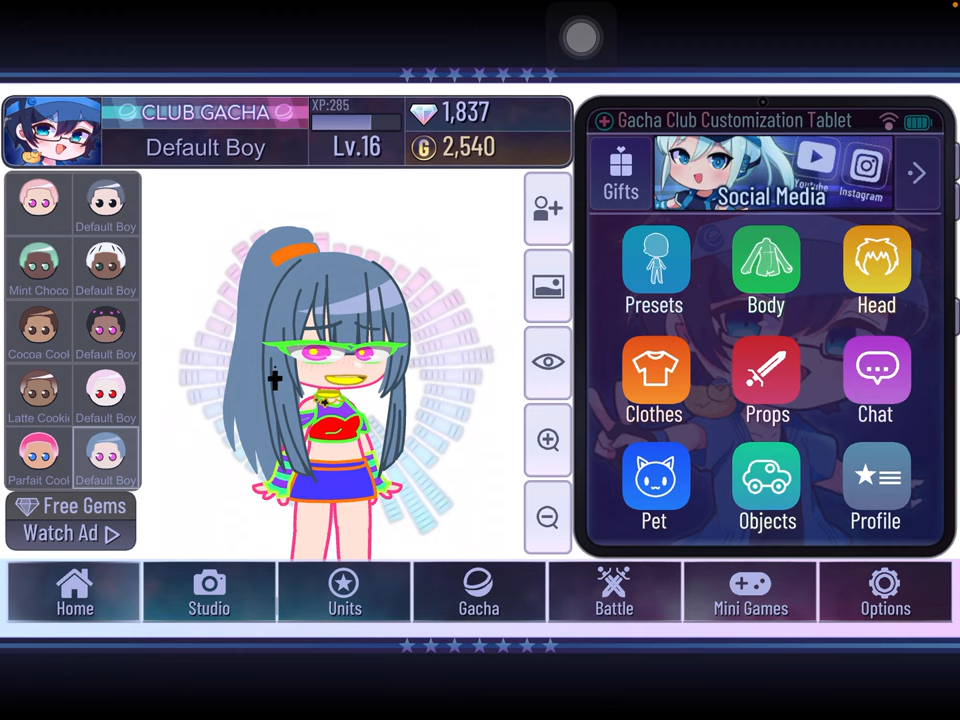 CLUB GACHA
XP:285
1,837
Default Boy
Lv.16
G 2,540
Gacha Club Customization Tablet
Gifts
Social Media
Youtube
Instagram
Default Boy
Mint Choco
Default Boy
Cocoa Cook
Default Boy
Latte Cookie
Default Boy
Parfait Cook
Default Boy
Free Gems
Watch Ad
Presets
Body
Head
Clothes
Props
Chat
Pet
Objects
Profile
Home
Studio
Units
Gacha
Battle
Mini Games
Options